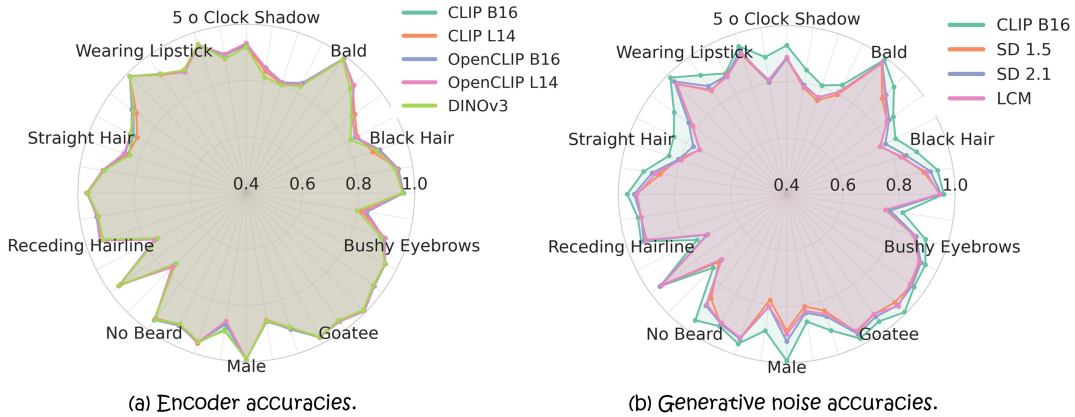 5 o Clock Shadow
Wearing Lipstick
Bald
Straight Hair
Black Hair
0.4 0.6 0.8 1.0
Receding Hairline
Bushy Eyebrows
No Beard
Goatee
Male
CLIP B16
CLIP L14
OpenCLIP B16
OpenCLIP L14
DINOv3
(a) Encoder accuracies.
5 o Clock Shadow
Wearing Lipstick
Bald
Straight Hair
Black Hair
0.4 0.6 0.8 1.0
Receding Hairline
Bushy Eyebrows
No Beard
Goatee
Male
CLIP B16
SD 1.5
SD 2.1
LCM
(b) Generative noise accuracies.